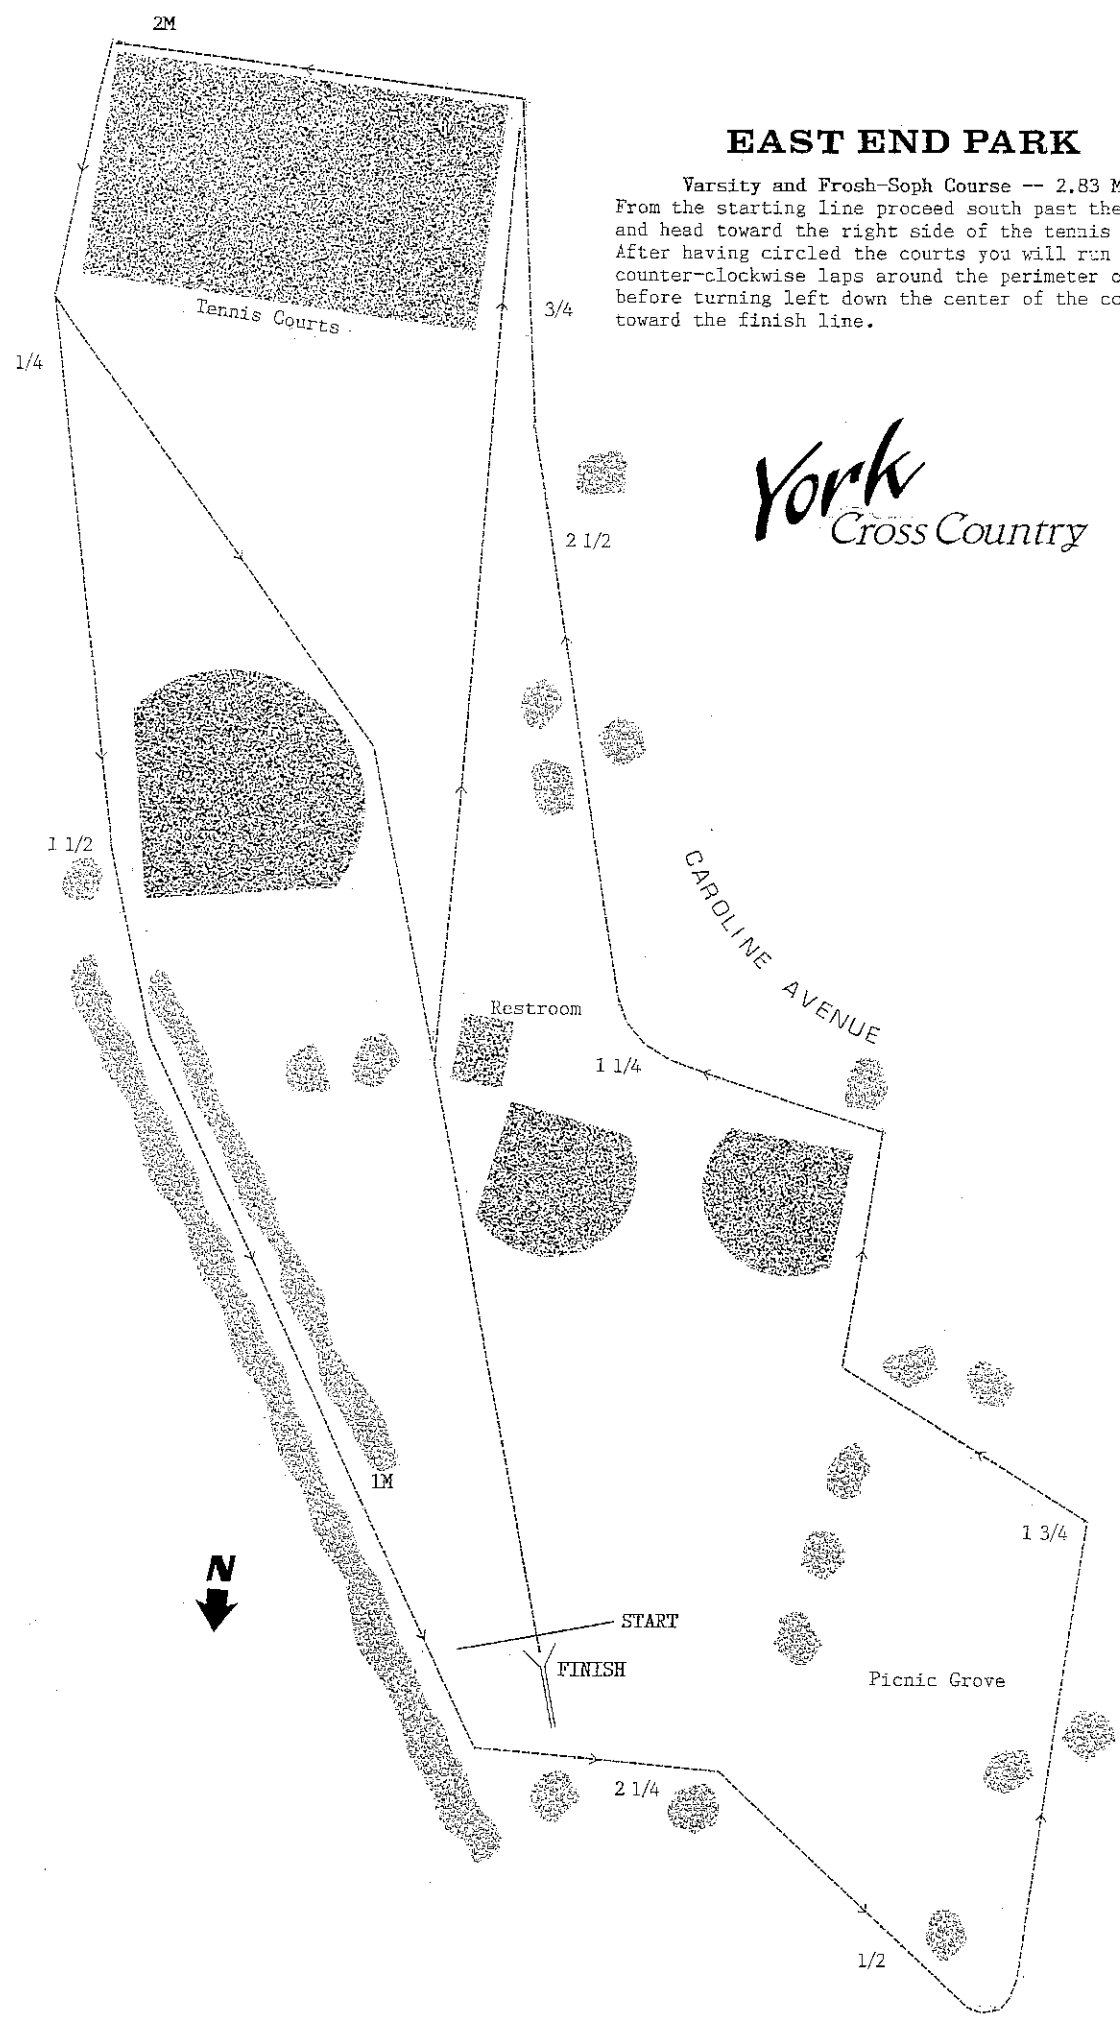 2M
EAST END PARK
Varsity and Frosh-Soph Course -- 2.83 M
From the starting line proceed south past the
and head toward the right side of the tennis
After having circled the courts you will run
counter-clockwise laps around the perimeter
before turning left down the center of the
toward the finish line.
Tennis Courts
3/4
1/4
York
Cross Country
2 1/2
1 1/2
CAROLINE AVENUE
Restroom
1 1/4
1M
1 3/4
N
START
FINISH
Picnic Grove
2 1/4
1/2